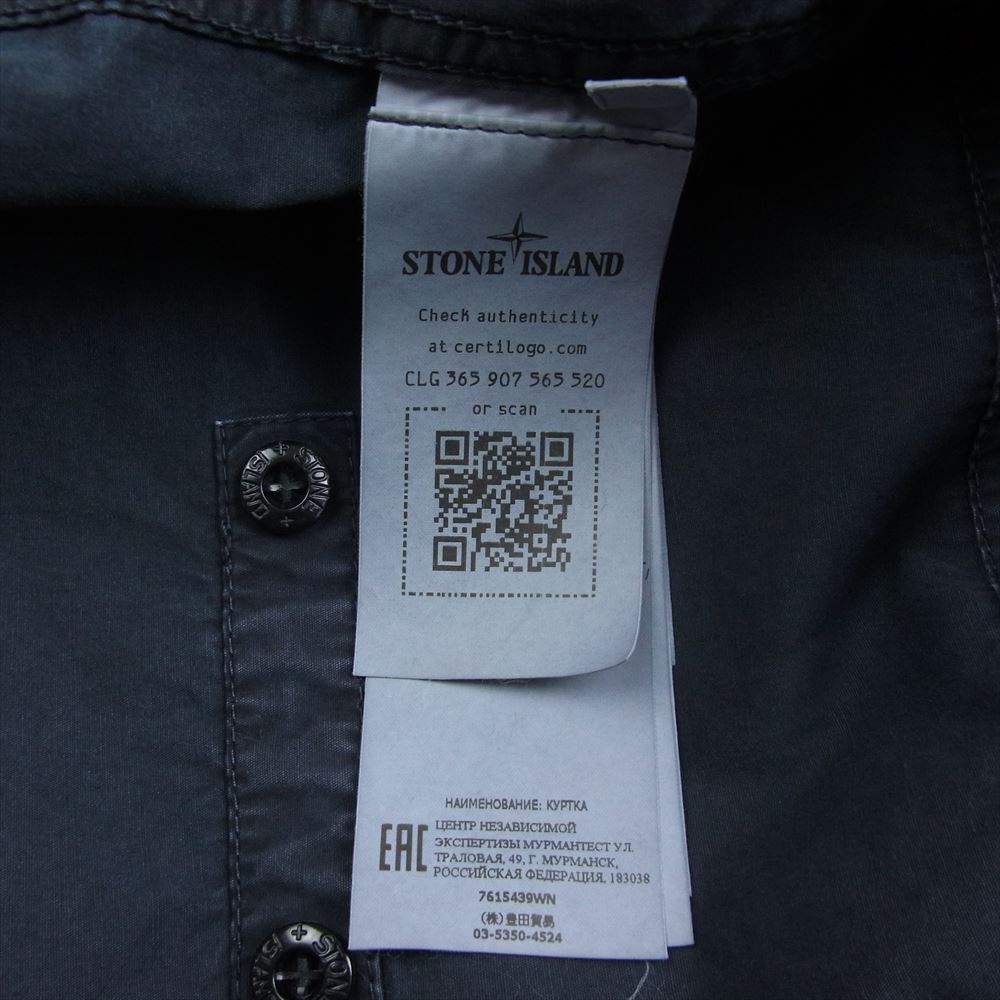 STONE ISLAND
Check authenticity
at certilogo.com
CLG 365 907 565 520
or scan
STONE + ISLAND +
НАИМЕНОВАНИЕ: КУРТКА
EAC
ЦЕНТР НЕЗАВИСИМОЙ
ЭКСПЕРТИЗЫ МУРМАНТЕСТ УЛ.
ТРАЛОВАЯ, 49, Г. МУРМАНСК,
РОССИЙСКАЯ ФЕДЕРАЦИЯ, 183038
7615439WN
(株)豊田貿易
03-5350-4524